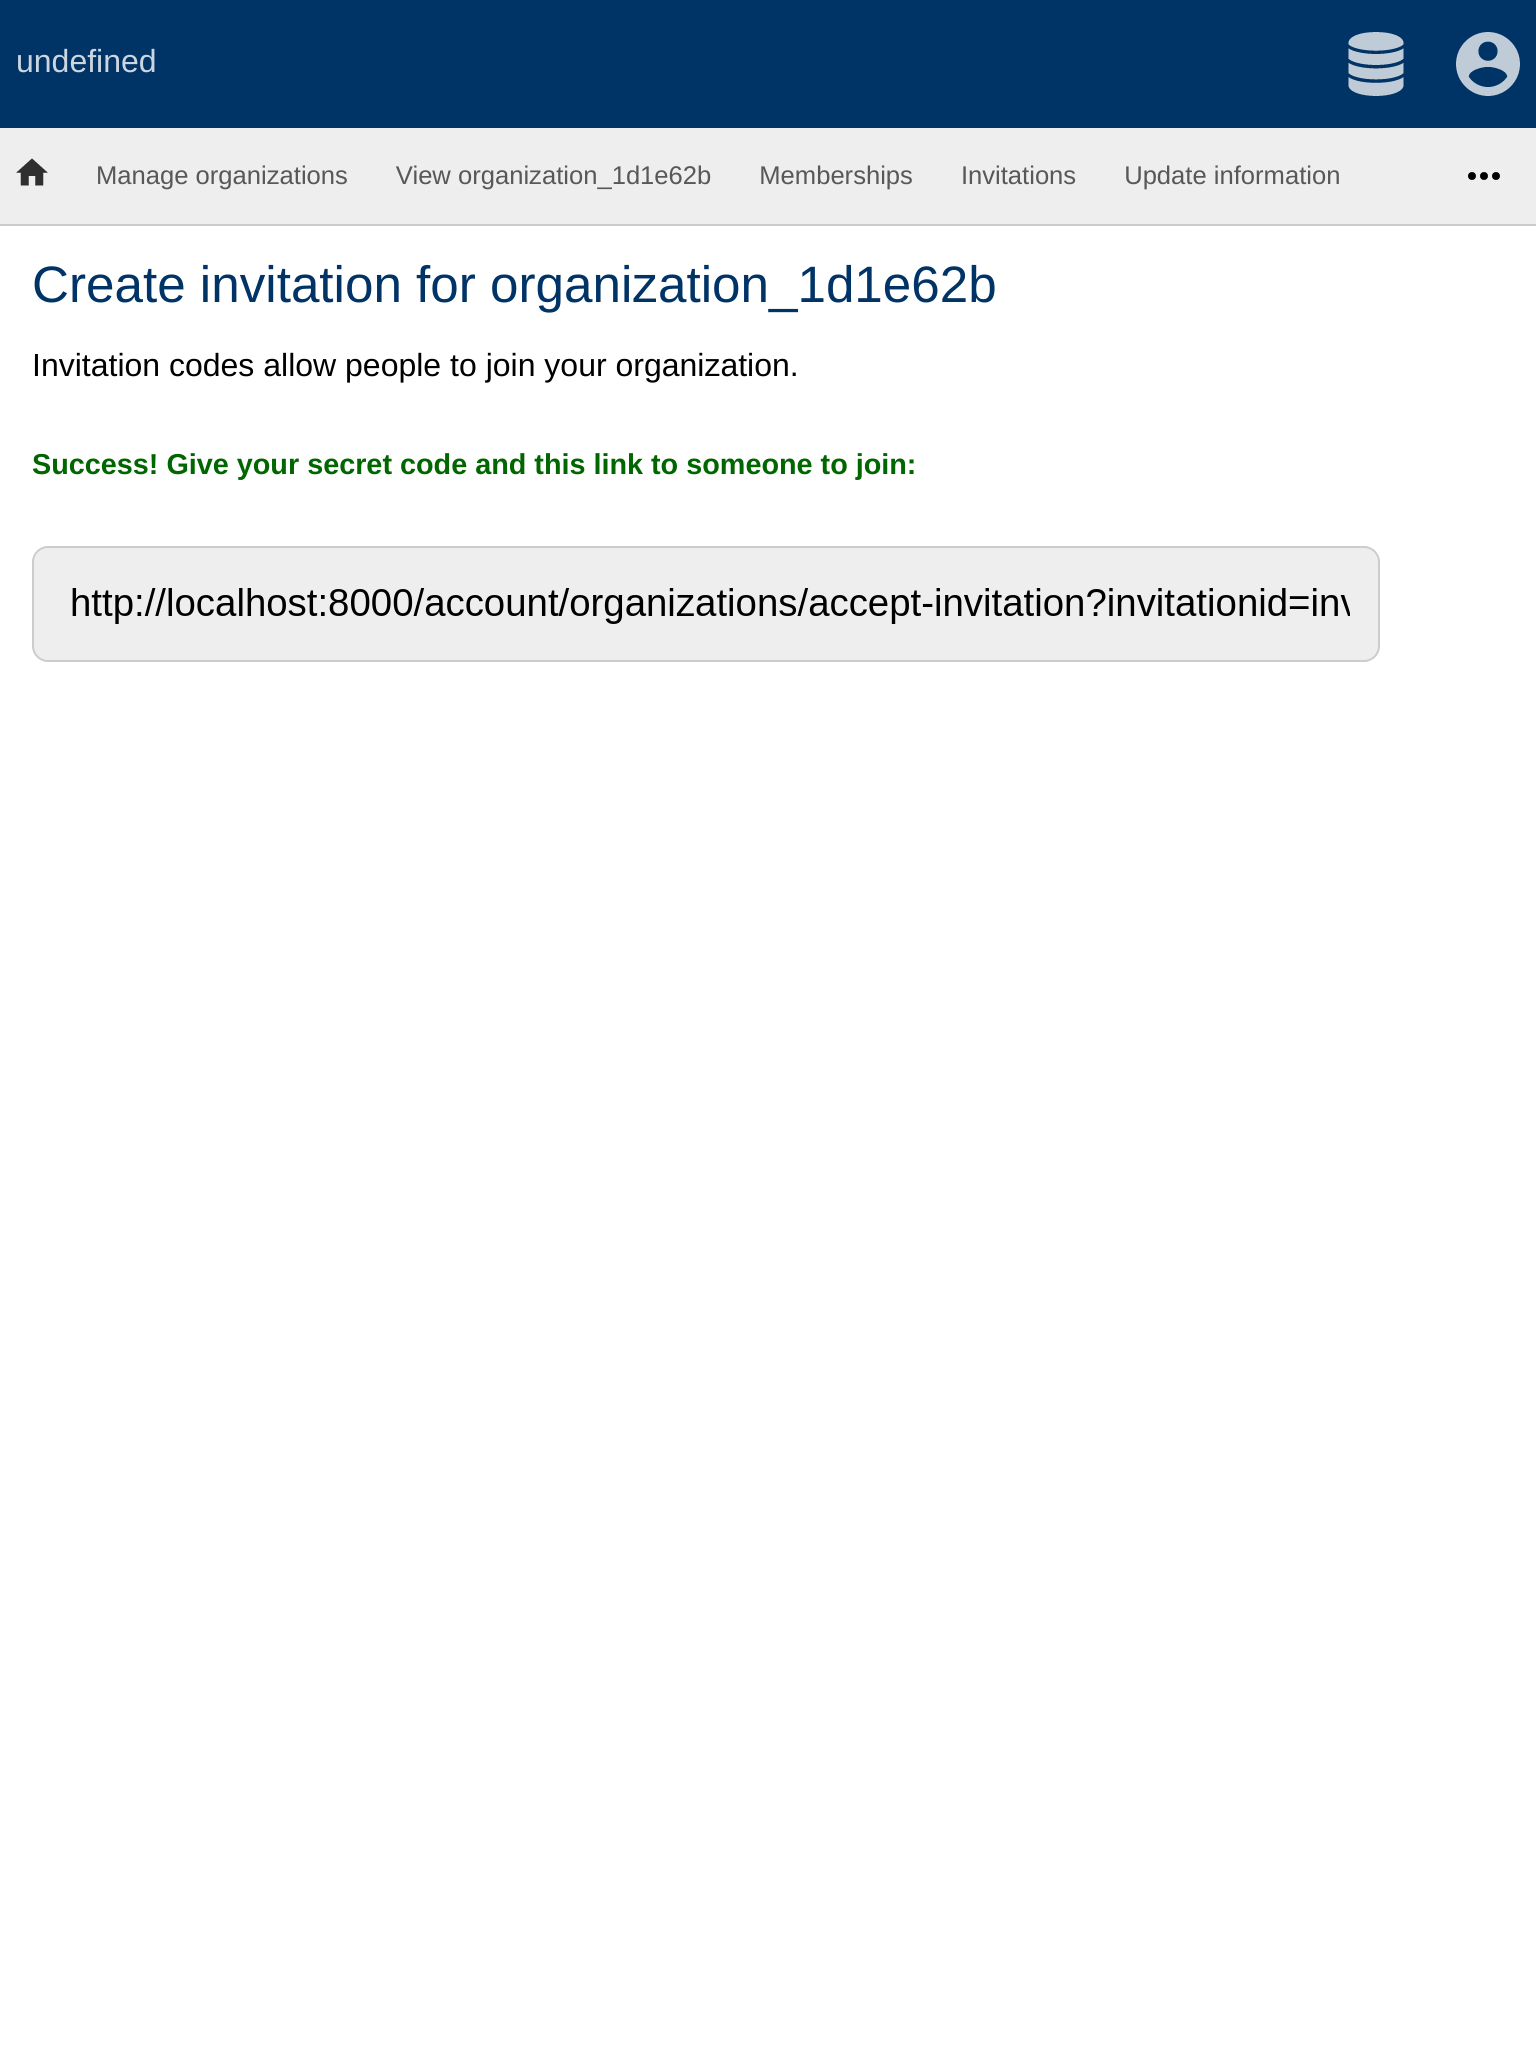 undefined
Manage organizations View organization_1d1e62b Memberships Invitations Update information
Create invitation for organization_1d1e62b
Invitation codes allow people to join your organization.
Success! Give your secret code and this link to someone to join:
http://localhost:8000/account/organizations/accept-invitation?invitationid=inv